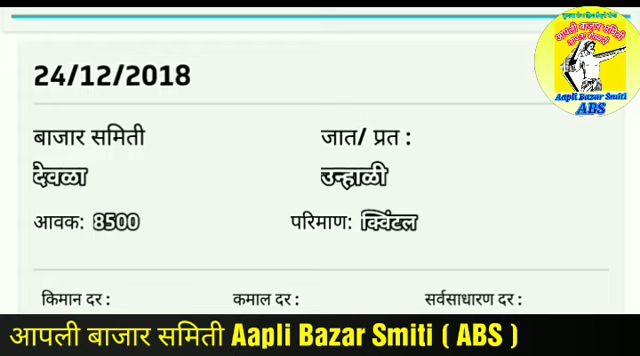 24/12/2018
बाजार समिती जात/ प्रत :
देवळा उन्हाळी
आवक: 8500 परिमाण: क्विंटल
किमान दर : कमाल दर : सर्वसाधारण दर :
आपली बाजार समिती Aapli Bazar Smiti ( ABS )
Aapli Bazar Smiti
ABS